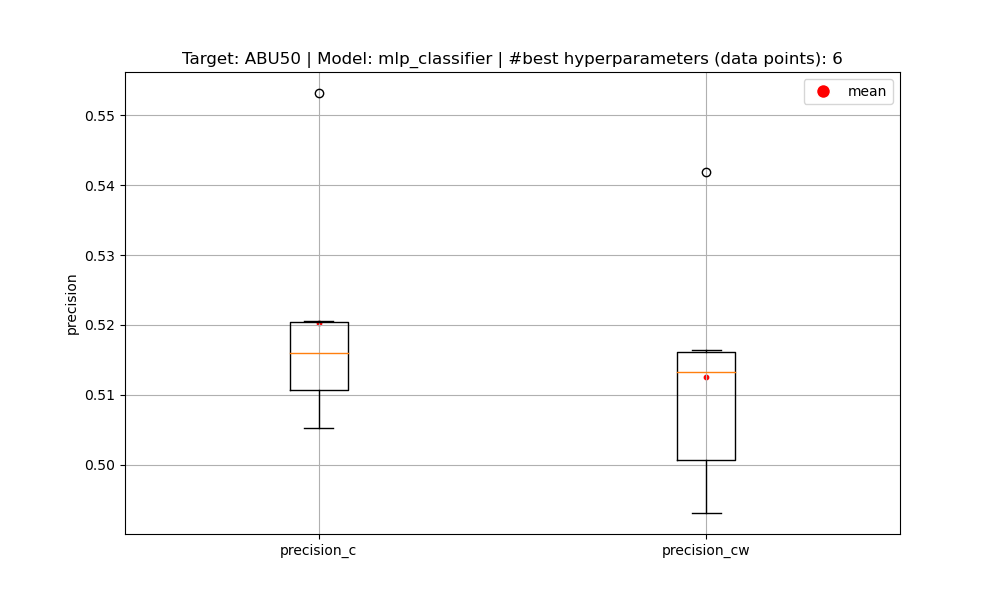 Target: ABU50 | Model: mlp_classifier | #best hyperparameters (data points): 6
mean
0.55
0.54
0.53
0.52
0.51
0.50
precision
precision_c
precision_cw